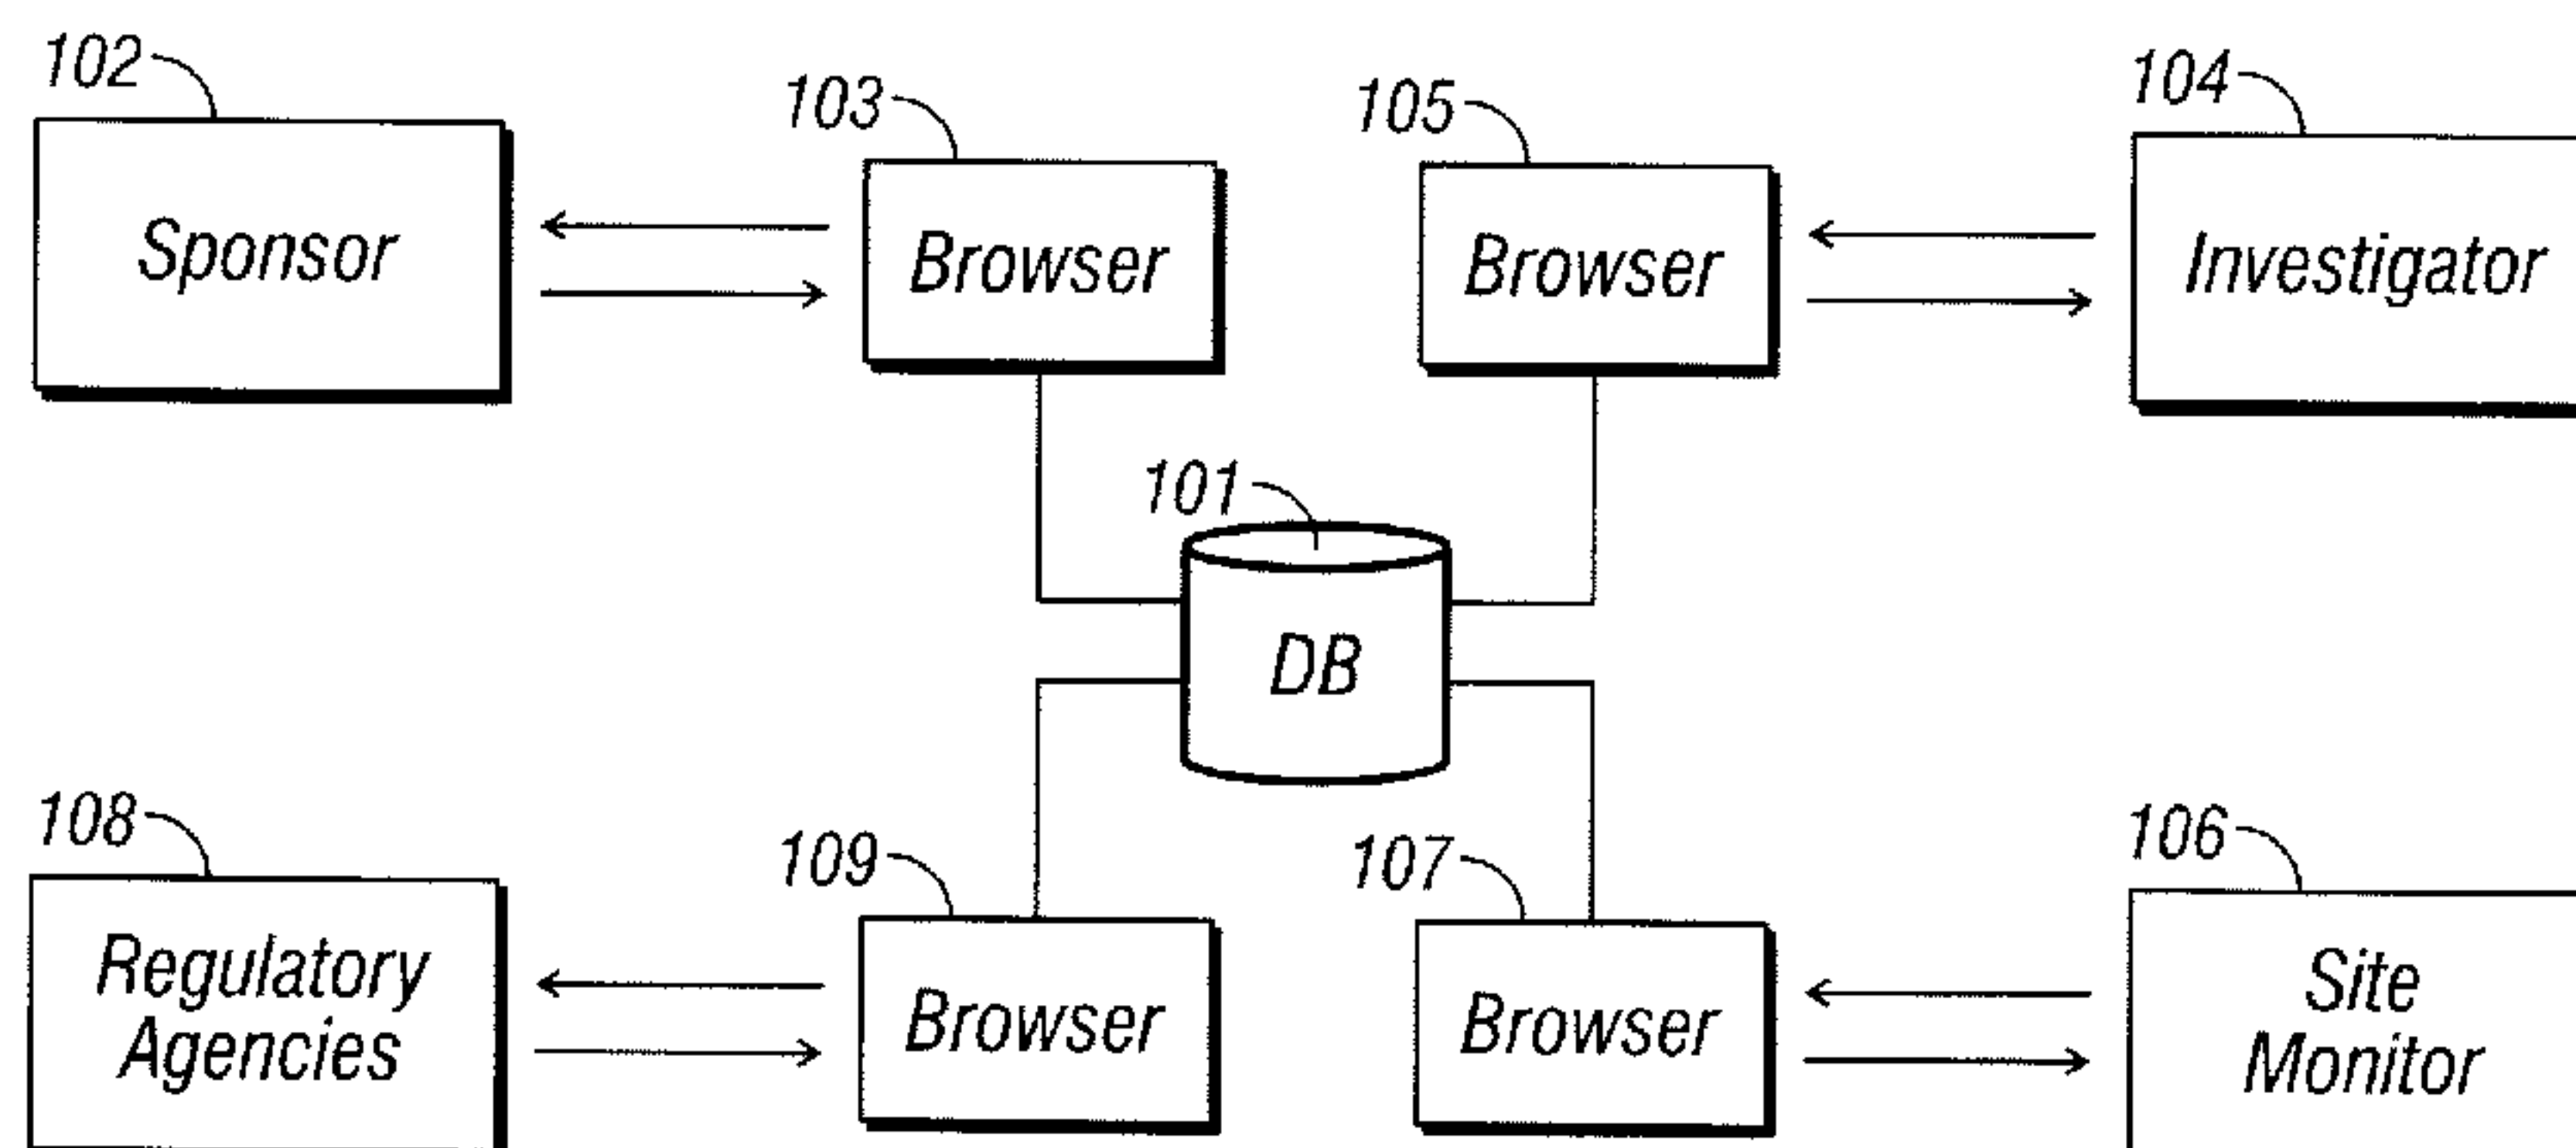 102
103
105
104
Sponsor
Browser
Browser
Investigator
101
DB
108
109
107
106
Regulatory
Agencies
Browser
Browser
Site
Monitor